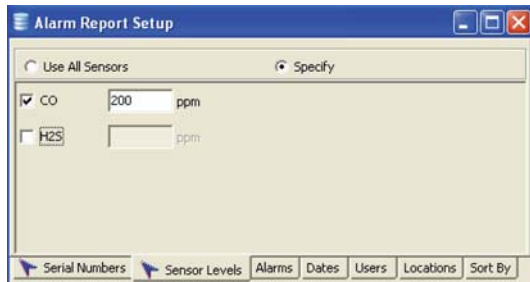 Alarm Report Setup
Use All Sensors Specify
CO 200 ppm
H2S ppm
Serial Numbers Sensor Levels Alarms Dates Users Locations Sort By